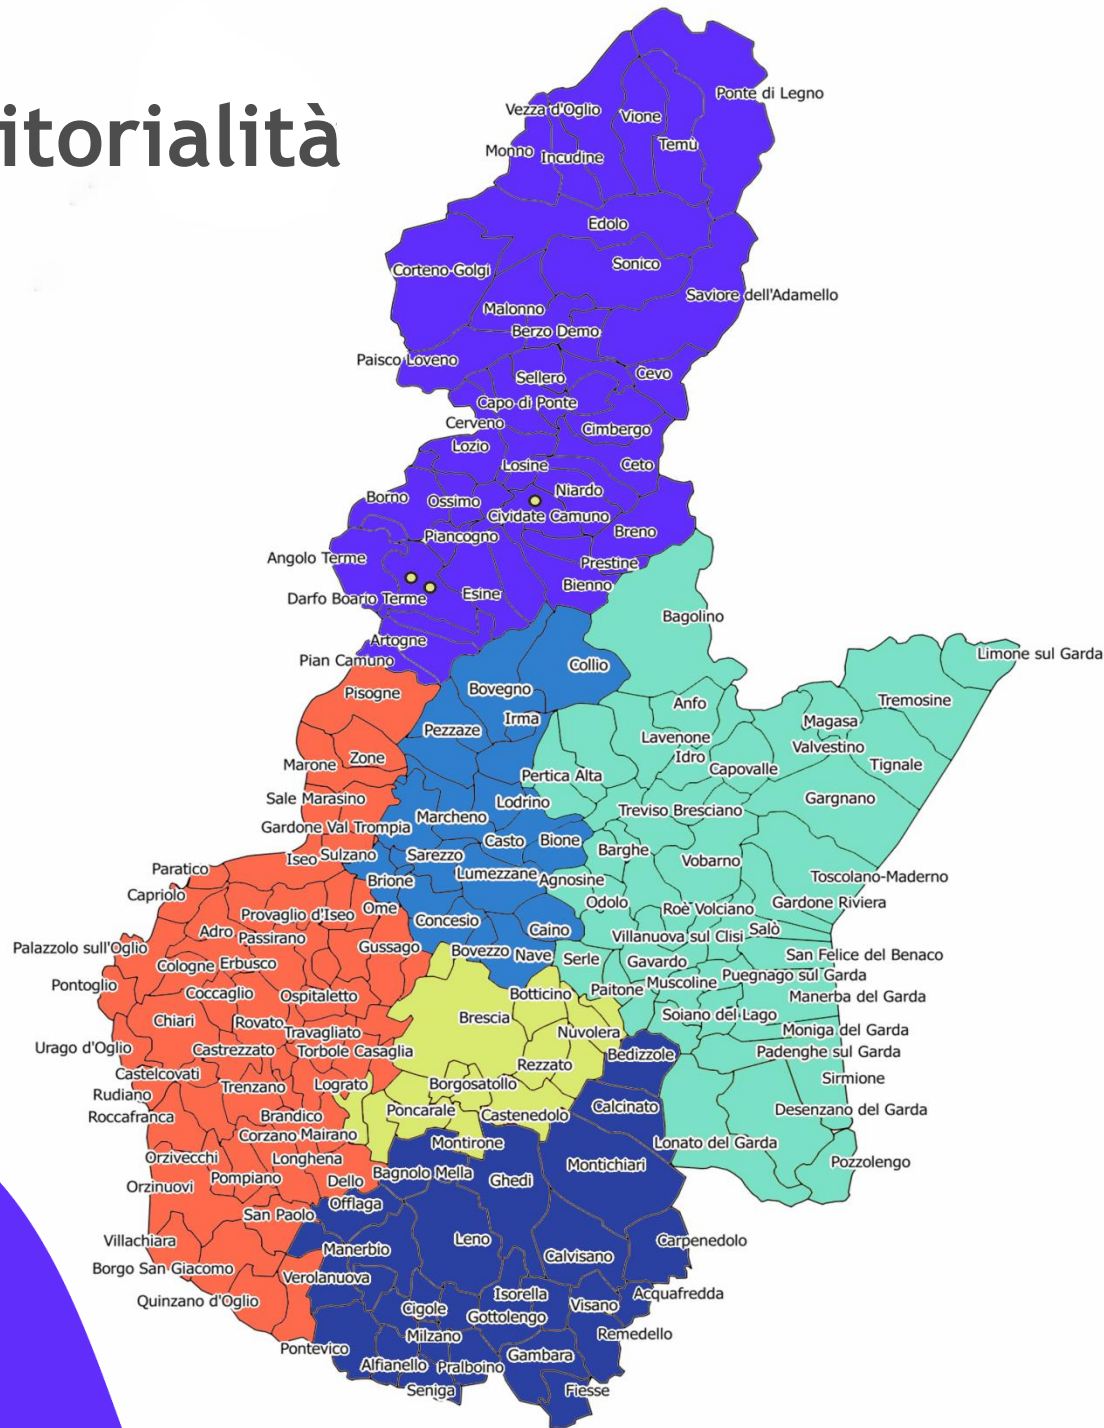 itorialità
Ponte di Legno
Vezza d'Oglio
Vione
Temù
Monno
Incudine
Edolo
Sonico
Corteno Golgi
Saviore dell'Adamello
Malonno
Berzo Demo
Paisco Loveno
Cevo
Sellero
Capo di Ponte
Cerveno
Cimbergo
Lozio
Losine
Ceto
Niardo
Borno
Ossimo
Cividate Camuno
Breno
Piancogno
Angolo Terme
Prestine
Bienno
Esine
Darfo Boario Terme
Bagolino
Artogne
Limone sul Garda
Pian Camuno
Collio
Pisogne
Bovegno
Tremosine
Anfo
Irma
Magasa
Pezzaze
Lavenone
Valvestino
Zone
Idro
Marone
Capovalle
Tignale
Pertica Alta
Sale Marasino
Lodrino
Gargnano
Treviso Bresciano
Marcheno
Gardone Val Trompia
Casto
Bione
Barghe
Iseo
Sulzano
Sarezzo
Vobarno
Paratico
Lumezzane
Agnosine
Toscolano-Maderno
Brione
Capriolo
Odolo
Gardone Riviera
Ome
Roè Volciano
Provaglio d'Iseo
Concesio
Caino
Salò
Adro
Passirano
Villanuova sul Clisi
Palazzolo sull'Oglio
Gussago
Bovezzo
Nave
Serle
San Felice del Benaco
Cologne
Erbusco
Gavardo
Puegnago sul Garda
Pontoglio
Muscoline
Coccaglio
Ospitaletto
Botticino
Paitone
Manerba del Garda
Soiano del Lago
Chiari
Rovato
Brescia
Travagliato
Nuvolera
Moniga del Garda
Urago d'Oglio
Castrezzato
Torbole Casaglia
Bedizzole
Padenghe sul Garda
Rezzato
Castelcovati
Sirmione
Trenzano
Lograto
Borgosatollo
Rudiano
Calcinato
Poncarale
Desenzano del Garda
Roccafranca
Brandico
Castenedolo
Corzano
Mairano
Montirone
Lonato del Garda
Orzivecchi
Longhena
Montichiari
Pozzolengo
Bagnolo Mella
Pompiano
Dello
Ghedi
Orzinuovi
Offlaga
San Paolo
Villachiara
Leno
Carpenedolo
Manerbio
Calvisano
Borgo San Giacomo
Verolanuova
Isorella
Acquafredda
Quinzano d'Oglio
Cigole
Visano
Gottolengo
Milzano
Remedello
Pontevico
Gambara
Alfianello
Pralboino
Seniga
Fiesse